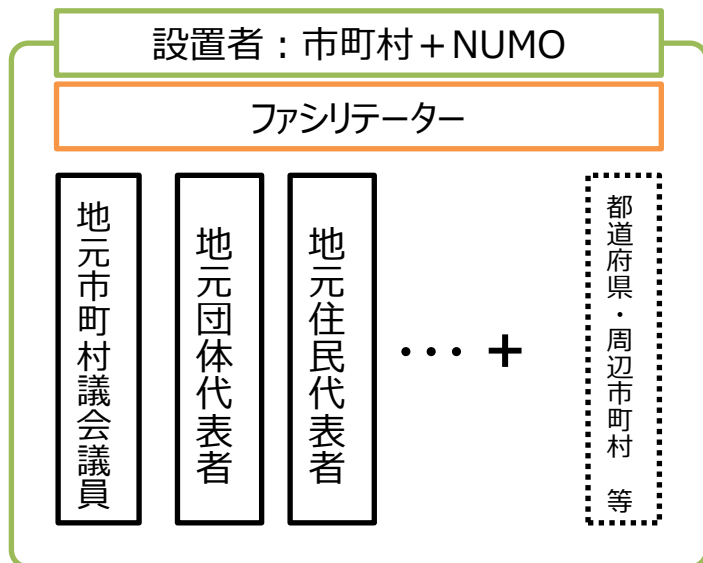 設置者：市町村＋NUMO
ファシリテーター
地元市町村議会議員
地元団体代表者
地元住民代表者
・・・ ＋
都道府県・周辺市町村　等